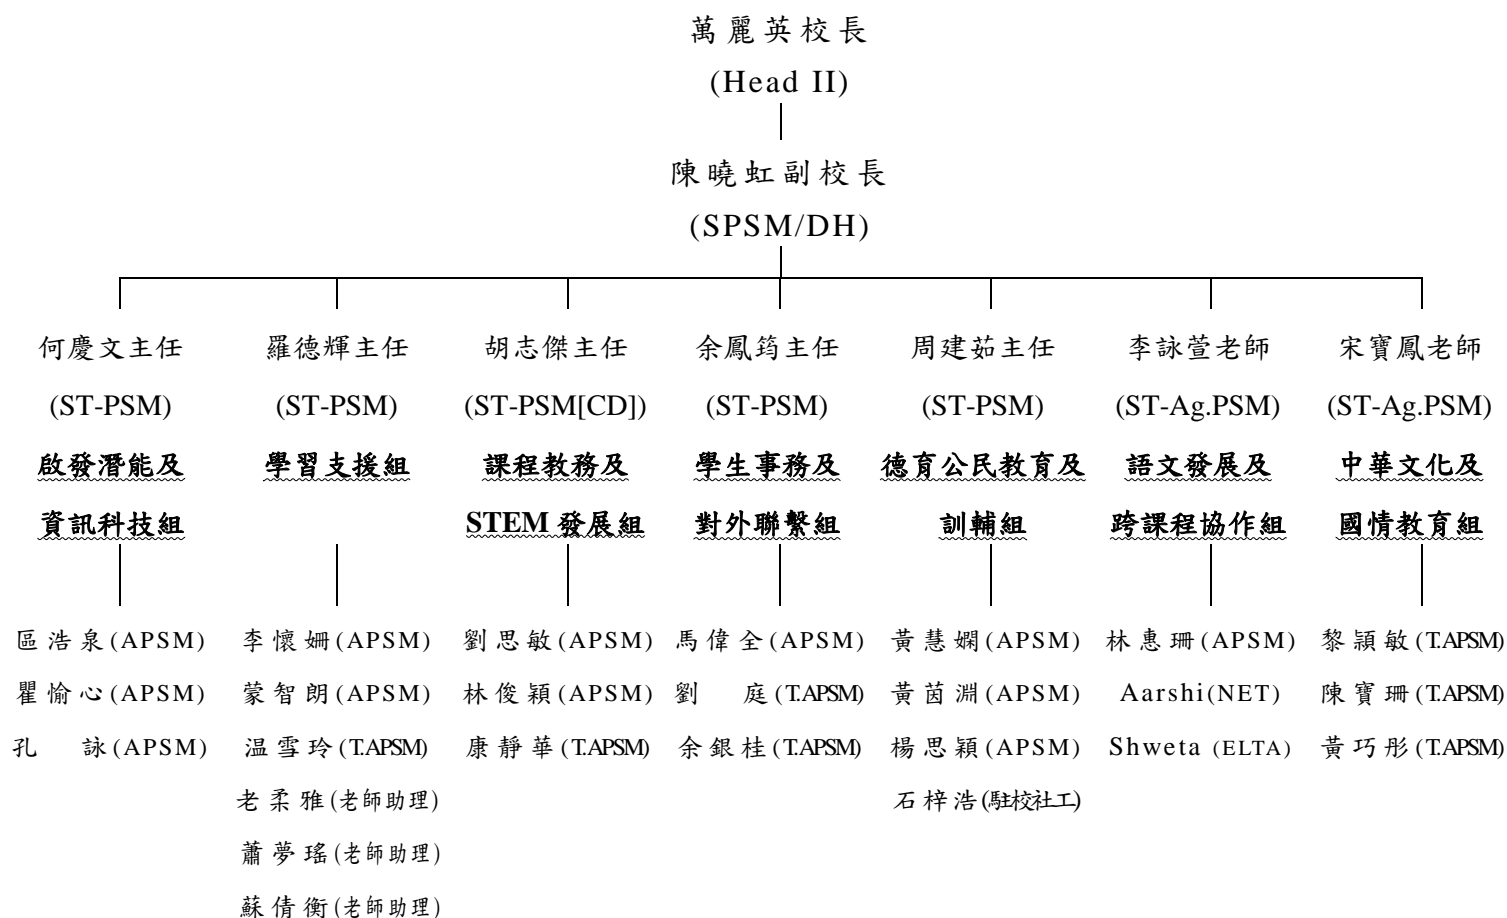 萬麗英校長
(Head II)
陳曉虹副校長
(SPSM/DH)
何慶文主任 羅德輝主任 胡志傑主任 余鳳筠主任 周建茹主任 李詠萱老師 宋寶鳳老師
(ST-PSM) (ST-PSM) (ST-PSM[CD]) (ST-PSM) (ST-PSM) (ST-Ag.PSM) (ST-Ag.PSM)
啟發潛能及 學習支援組 課程教務及 學生事務及 德育公民教育及 語文發展及 中華文化及
資訊科技組 STEM 發展組 對外聯繫組 訓輔組 跨課程協作組 國情教育組
區浩泉(APSM) 李懷姍(APSM) 劉思敏(APSM) 馬偉全(APSM) 黃慧嫻(APSM) 林惠珊(APSM) 黎頴敏(T.APSM)
瞿愉心(APSM) 蒙智朗(APSM) 林俊穎(APSM) 劉 庭(T.APSM) 黃茵淵(APSM) Aarshi(NET) 陳寶珊(T.APSM)
孔 詠(APSM) 温雪玲(T.APSM) 康靜華(T.APSM) 余銀桂(T.APSM) 楊思穎(APSM) Shweta (ELTA) 黃巧彤(T.APSM)
老柔雅(老師助理) 石梓浩(駐校社工)
蕭夢瑤(老師助理)
蘇倩衡(老師助理)